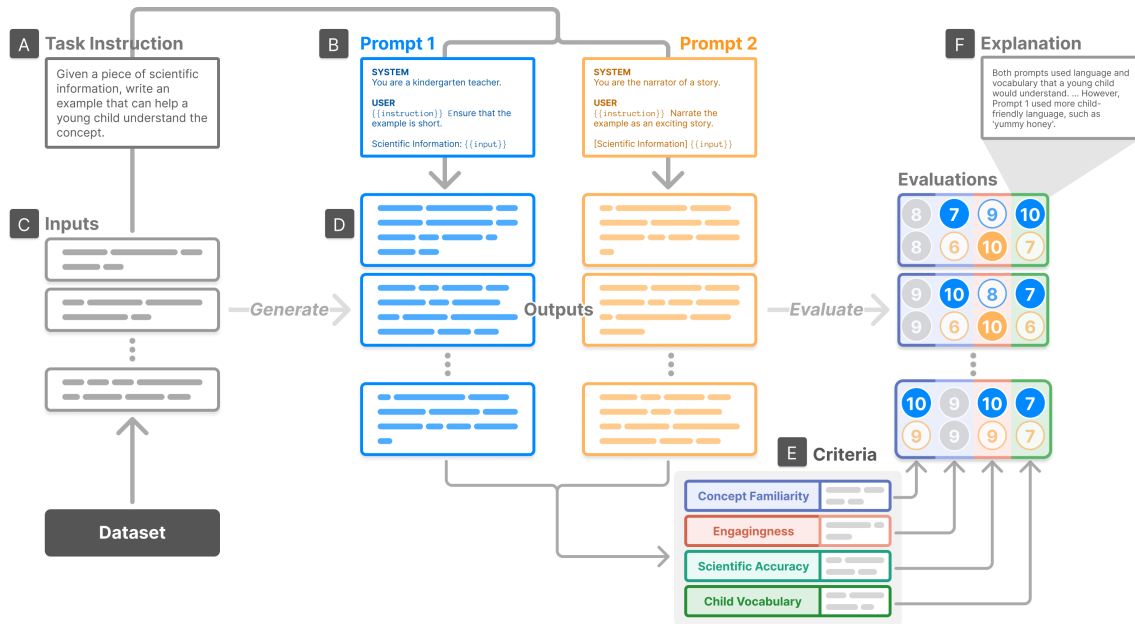 A
Task Instruction
Given a piece of scientific
information, write an
example that can help a
young child understand the
concept.
B
Prompt 1
SYSTEM
You are a kindergarten teacher.
USER
{{instruction}} Ensure that the
example is short.
Scientific Information: {{input}}
Prompt 2
SYSTEM
You are the narrator of a story.
USER
{{instruction}} Narrate the
example as an exciting story.
[Scientific Information] {{input}}
F
Explanation
Both prompts used language and
vocabulary that a young child
would understand. ... However,
Prompt 1 used more child-
friendly language, such as
'yummy honey'.
C
Inputs
Dataset
Generate
D
Outputs
Evaluate
Evaluations
8 7 9 10
8 6 10 7
9 10 8 7
9 6 10 6
10 9 10 7
9 9 9 7
E
Criteria
Concept Familiarity
Engagingness
Scientific Accuracy
Child Vocabulary